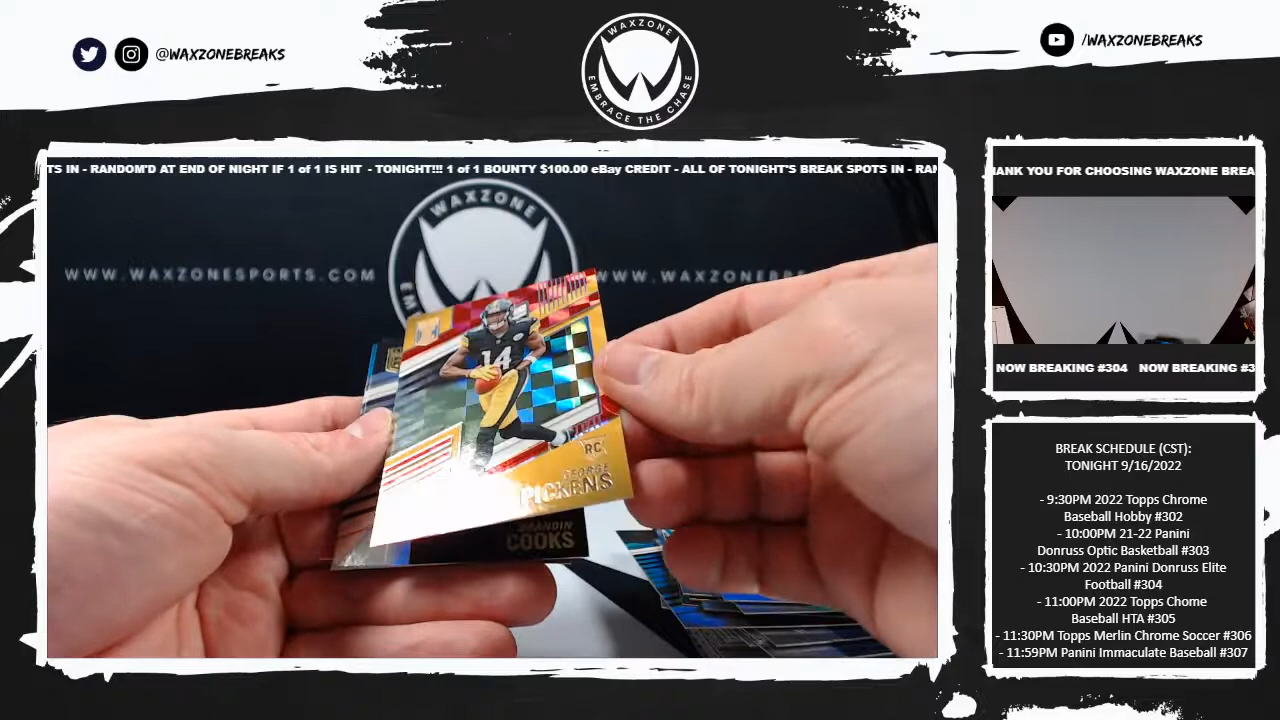 @WAXZONEBREAKS
WAXZONE
EMBRACE THE CHASE
/WAXZONEBREAKS
TS IN - RANDOM'D AT END OF NIGHT IF 1 of 1 IS HIT - TONIGHT!!! 1 of 1 BOUNTY $100.00 eBay CREDIT - ALL OF TONIGHT'S BREAK SPOTS IN - RAN
WAXZONE
WWW.WAXZONESPORTS.COM
WWW.WAXZONEBRE
EM
14
RC
GEORGE
PICKENS
BRANDIN
COOKS
HANK YOU FOR CHOOSING WAXZONE BREA
NOW BREAKING #304 NOW BREAKING #3
BREAK SCHEDULE (CST):
TONIGHT 9/16/2022
- 9:30PM 2022 Topps Chrome
Baseball Hobby #302
- 10:00PM 21-22 Panini
Donruss Optic Basketball #303
- 10:30PM 2022 Panini Donruss Elite
Football #304
- 11:00PM 2022 Topps Chome
Baseball HTA #305
- 11:30PM Topps Merlin Chrome Soccer #306
- 11:59PM Panini Immaculate Baseball #307